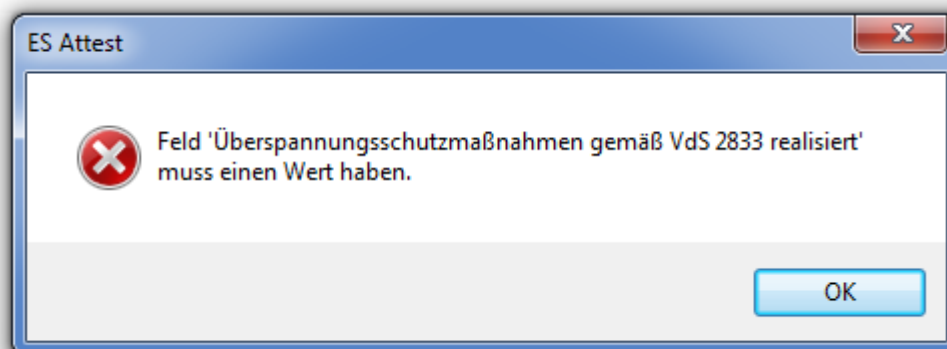 ES Attest
Feld 'Überspannungsschutzmaßnahmen gemäß VdS 2833 realisiert'
muss einen Wert haben.
OK